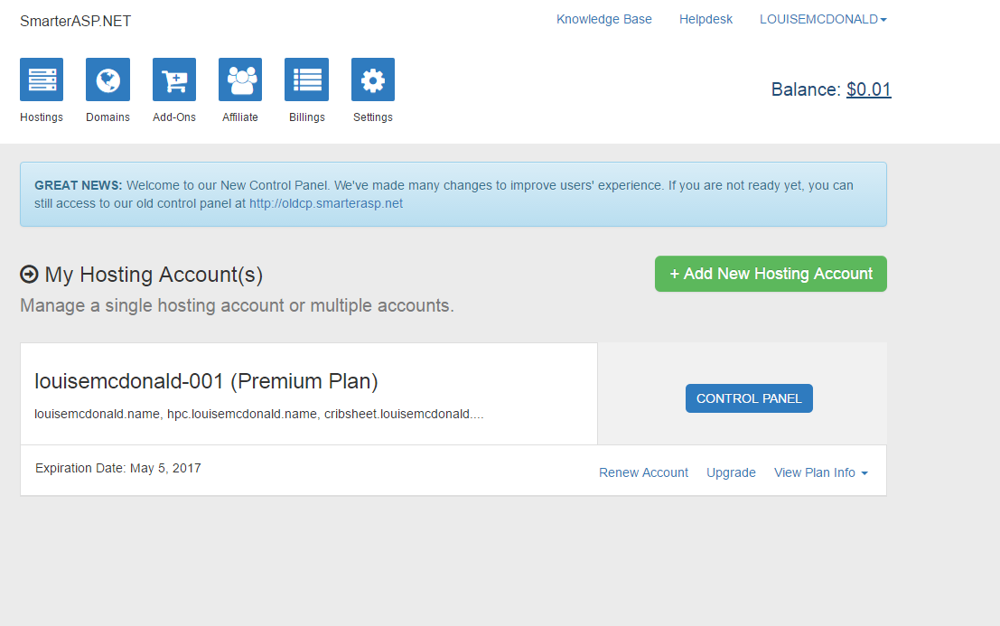 SmarterASP.NET
Knowledge Base Helpdesk LOUISEMCDONALD
Hostings Domains Add-Ons Affiliate Billings Settings
Balance: $0.01
GREAT NEWS: Welcome to our New Control Panel. We've made many changes to improve users' experience. If you are not ready yet, you can
still access to our old control panel at http://oldcp.smarterasp.net
My Hosting Account(s)
+ Add New Hosting Account
Manage a single hosting account or multiple accounts.
louisemcdonald-001 (Premium Plan)
louisemcdonald.name, hpc.louisemcdonald.name, cribsheet.louisemcdonald....
CONTROL PANEL
Expiration Date: May 5, 2017
Renew Account Upgrade View Plan Info